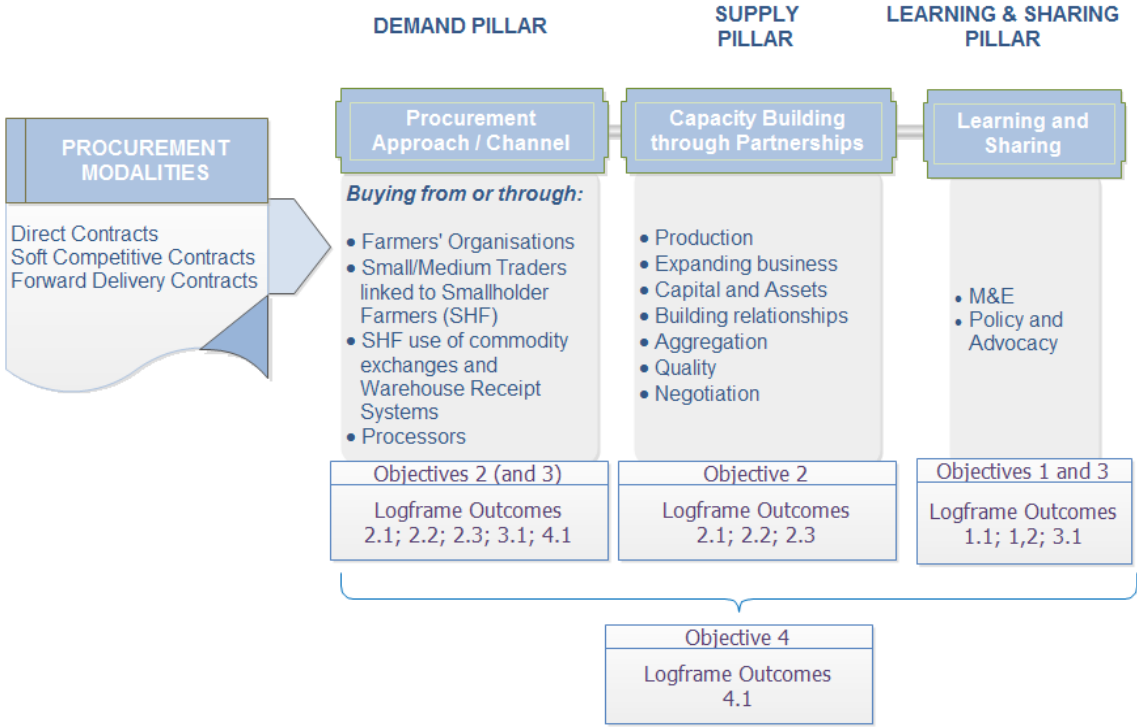 DEMAND PILLAR
SUPPLY
PILLAR
LEARNING & SHARING
PILLAR
PROCUREMENT
MODALITIES
Direct Contracts
Soft Competitive Contracts
Forward Delivery Contracts
Procurement
Approach / Channel
Buying from or through:
• Farmers' Organisations
• Small/Medium Traders
linked to Smallholder
Farmers (SHF)
• SHF use of commodity
exchanges and
Warehouse Receipt
Systems
• Processors
Objectives 2 (and 3)
Logframe Outcomes
2.1; 2.2; 2.3; 3.1; 4.1
Capacity Building
through Partnerships
• Production
• Expanding business
• Capital and Assets
• Building relationships
• Aggregation
• Quality
• Negotiation
Objective 2
Logframe Outcomes
2.1; 2.2; 2.3
Learning and
Sharing
• M&E
• Policy and
Advocacy
Objectives 1 and 3
Logframe Outcomes
1.1; 1,2; 3.1
Objective 4
Logframe Outcomes
4.1